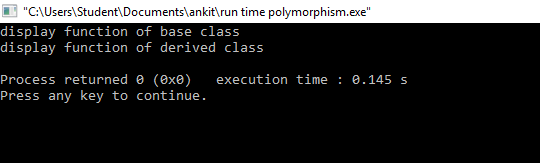 "C:\Users\Student\Documents\ankit\run time polymorphism.exe"
display function of base class
display function of derived class
Process returned 0 (0x0)   execution time : 0.145 s
Press any key to continue.